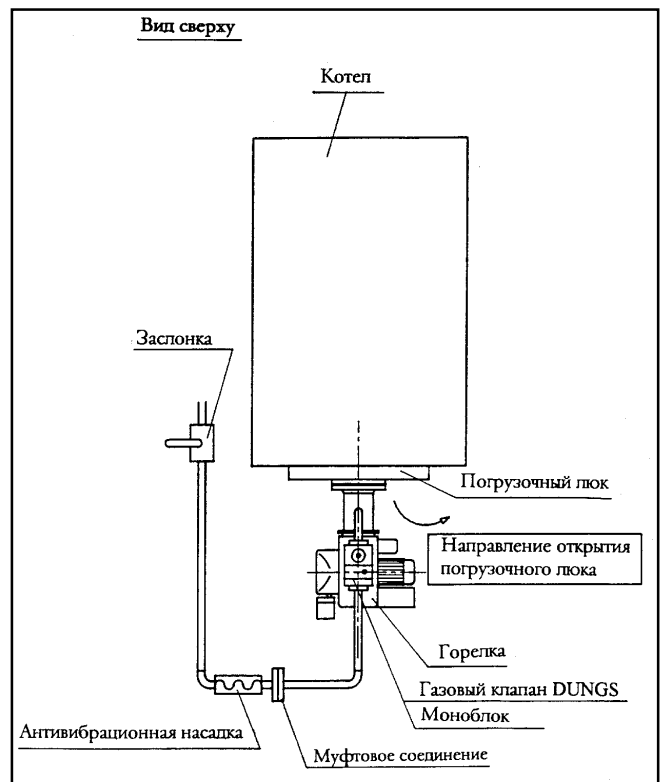 Вид сверху
Котел
Заслонка
Погрузочный люк
Направление открытия
погрузочного люка
Горелка
Газовый клапан DUNGS
Моноблок
Антивибрационная насадка
Муфтовое соединение